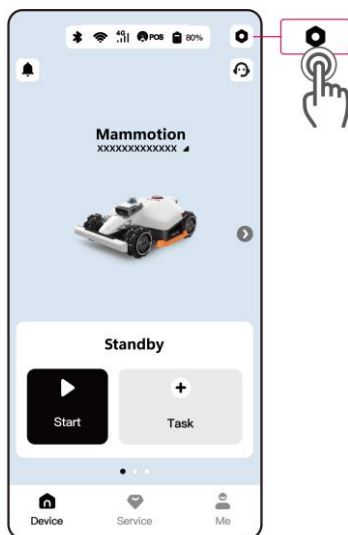 4G POS 80%
Mammotion
XXXXXXXXXXXXX
Standby
Start Task
Device Service Me